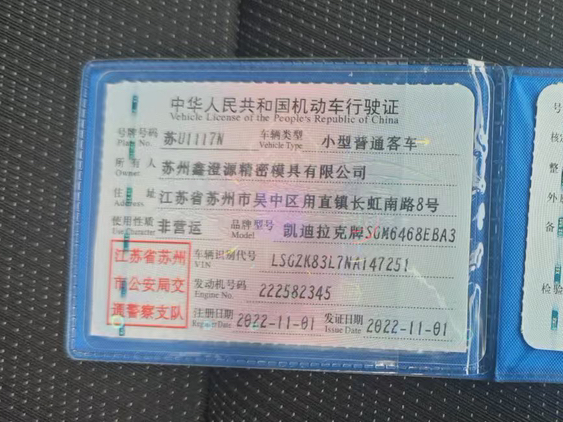 中华人民共和国机动车行驶证
Vehicle License of the People's Republic of China
号牌号码 苏U1117N 车辆类型 小型普通客车
Plate No. Vehicle Type
所有人 苏州鑫澄源精密模具有限公司
Owner
住址 江苏省苏州市吴中区甪直镇长虹南路8号
Address
使用性质 非营运 品牌型号 凯迪拉克牌SGM6468EBA3
Use Character Model
江苏省苏州
市公安局交
通警察支队
车辆识别代号 LSGZK83L7NA147251
VIN
发动机号码 222582345
Engine No.
注册日期 2022-11-01 发证日期 2022-11-01
Register Date Issue Date
号
核定
整
外
检验